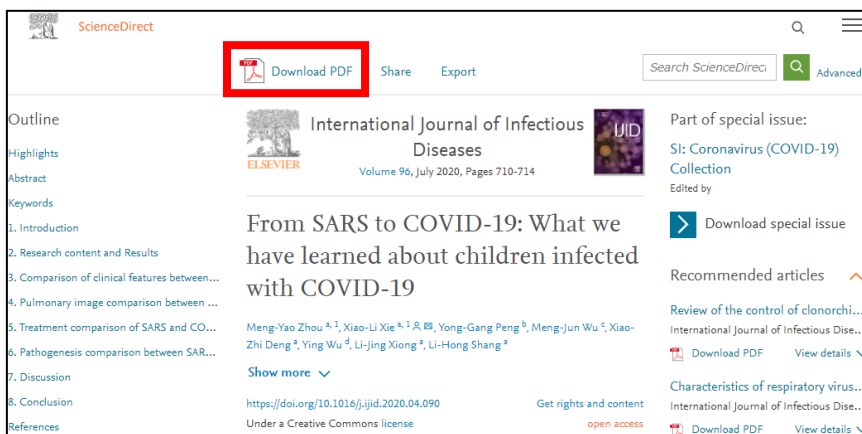 ScienceDirect
PDF
Download PDF
Share
Export
Search ScienceDirect
Advanced
Outline
Highlights
Abstract
Keywords
1. Introduction
2. Research content and Results
3. Comparison of clinical features between...
4. Pulmonary image comparison between ...
5. Treatment comparison of SARS and CO...
6. Pathogenesis comparison between SAR...
7. Discussion
8. Conclusion
References
ELSEVIER
International Journal of Infectious
Diseases
Volume 96, July 2020, Pages 710-714
IJID
From SARS to COVID-19: What we
have learned about children infected
with COVID-19
Meng-Yao Zhou a, 1, Xiao-Li Xie a, 1, Yong-Gang Peng b, Meng-Jun Wu c, Xiao-
Zhi Deng a, Ying Wu d, Li-Jing Xiong a, Li-Hong Shang a
Show more
https://doi.org/10.1016/j.ijid.2020.04.090
Get rights and content
Under a Creative Commons license
open access
Part of special issue:
SI: Coronavirus (COVID-19)
Collection
Edited by
Download special issue
Recommended articles
Review of the control of clonorchi...
International Journal of Infectious Dise...
Download PDF
View details
Characteristics of respiratory virus...
International Journal of Infectious Dise...
Download PDF
View details